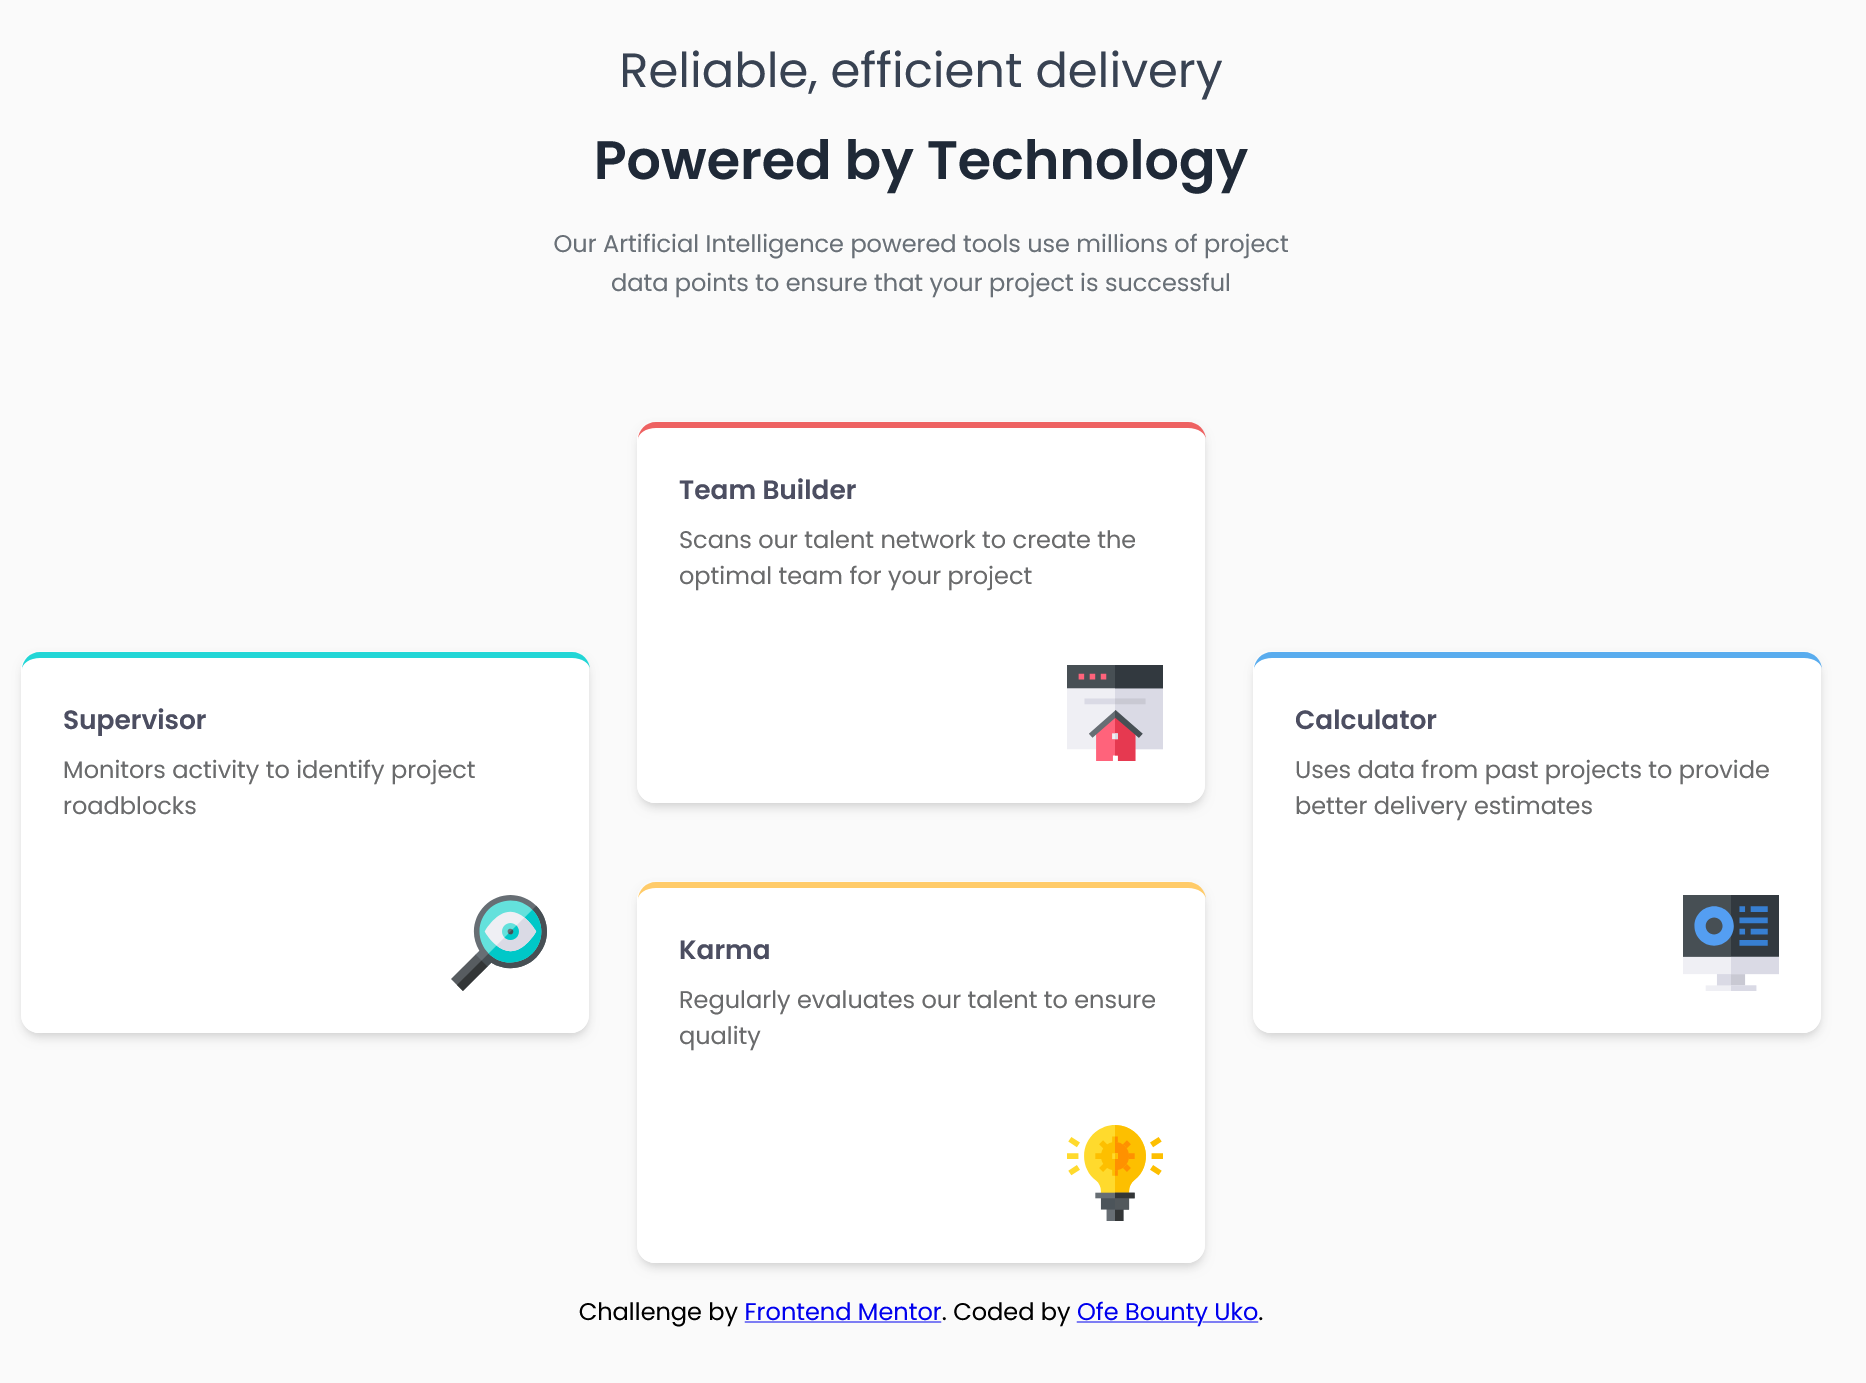 Reliable, efficient delivery
Powered by Technology
Our Artificial Intelligence powered tools use millions of project
data points to ensure that your project is successful
Supervisor
Monitors activity to identify project
roadblocks
Team Builder
Scans our talent network to create the
optimal team for your project
Karma
Regularly evaluates our talent to ensure
quality
Calculator
Uses data from past projects to provide
better delivery estimates
Challenge by Frontend Mentor. Coded by Ofe Bounty Uko.